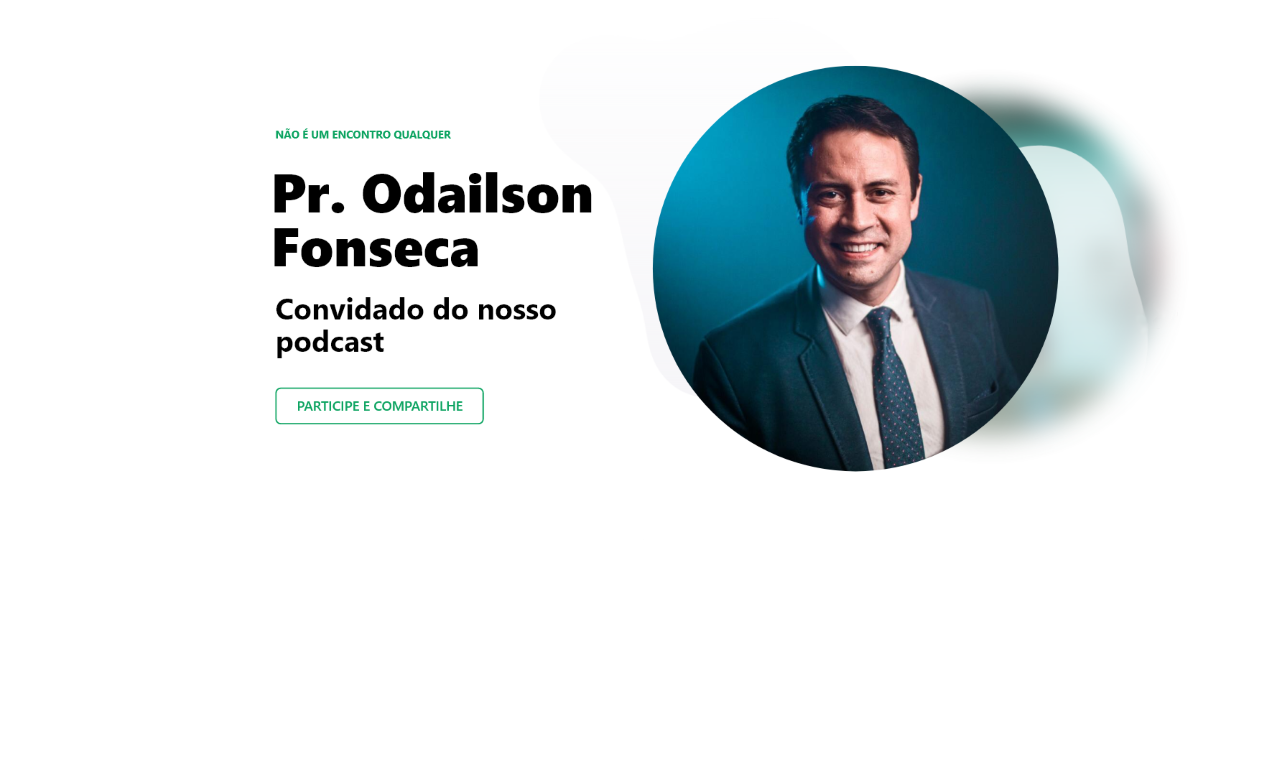 NÃO É UM ENCONTRO QUALQUER
Pr. Odailson
Fonseca
Convidado do nosso
podcast
PARTICIPE E COMPARTILHE